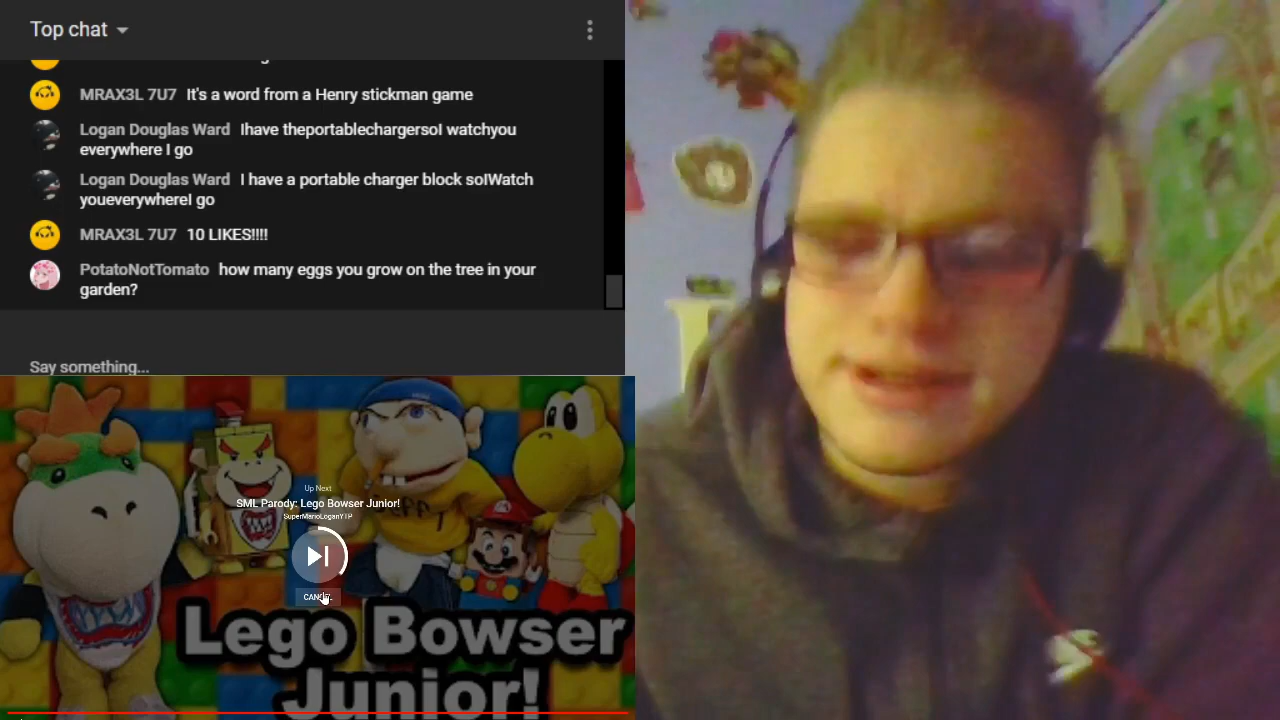 Top chat
MRAX3L 7U7 It's a word from a Henry stickman game
Logan Douglas Ward Ihave theportablechargersoI watchyou
everywhere I go
Logan Douglas Ward I have a portable charger block soIWatch
youeverywhereI go
MRAX3L 7U7 10 LIKES!!!!
PotatoNotTomato how many eggs you grow on the tree in your
garden?
Say something...
Up Next
SML Parody: Lego Bowser Junior!
SuperMarioLoganYTP
Lego Bowser
Junior!